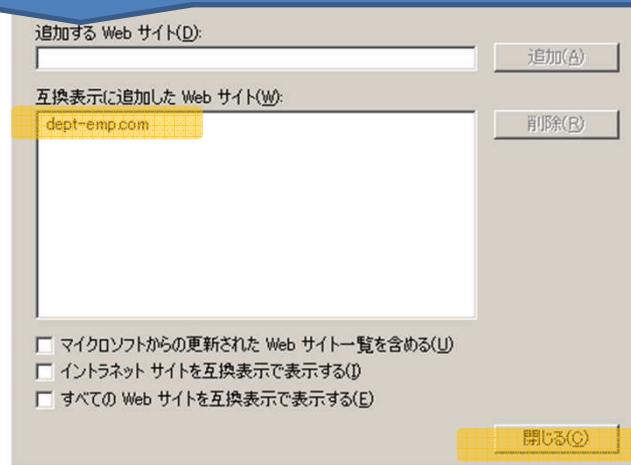 追加する Web サイト(D):
追加(A)
互換表示に追加した Web サイト(W):
dept-emp.com
削除(R)
マイクロソフトからの更新された Web サイト一覧を含める(U)
イントラネット サイトを互換表示で表示する(I)
すべての Web サイトを互換表示で表示する(E)
閉じる(C)